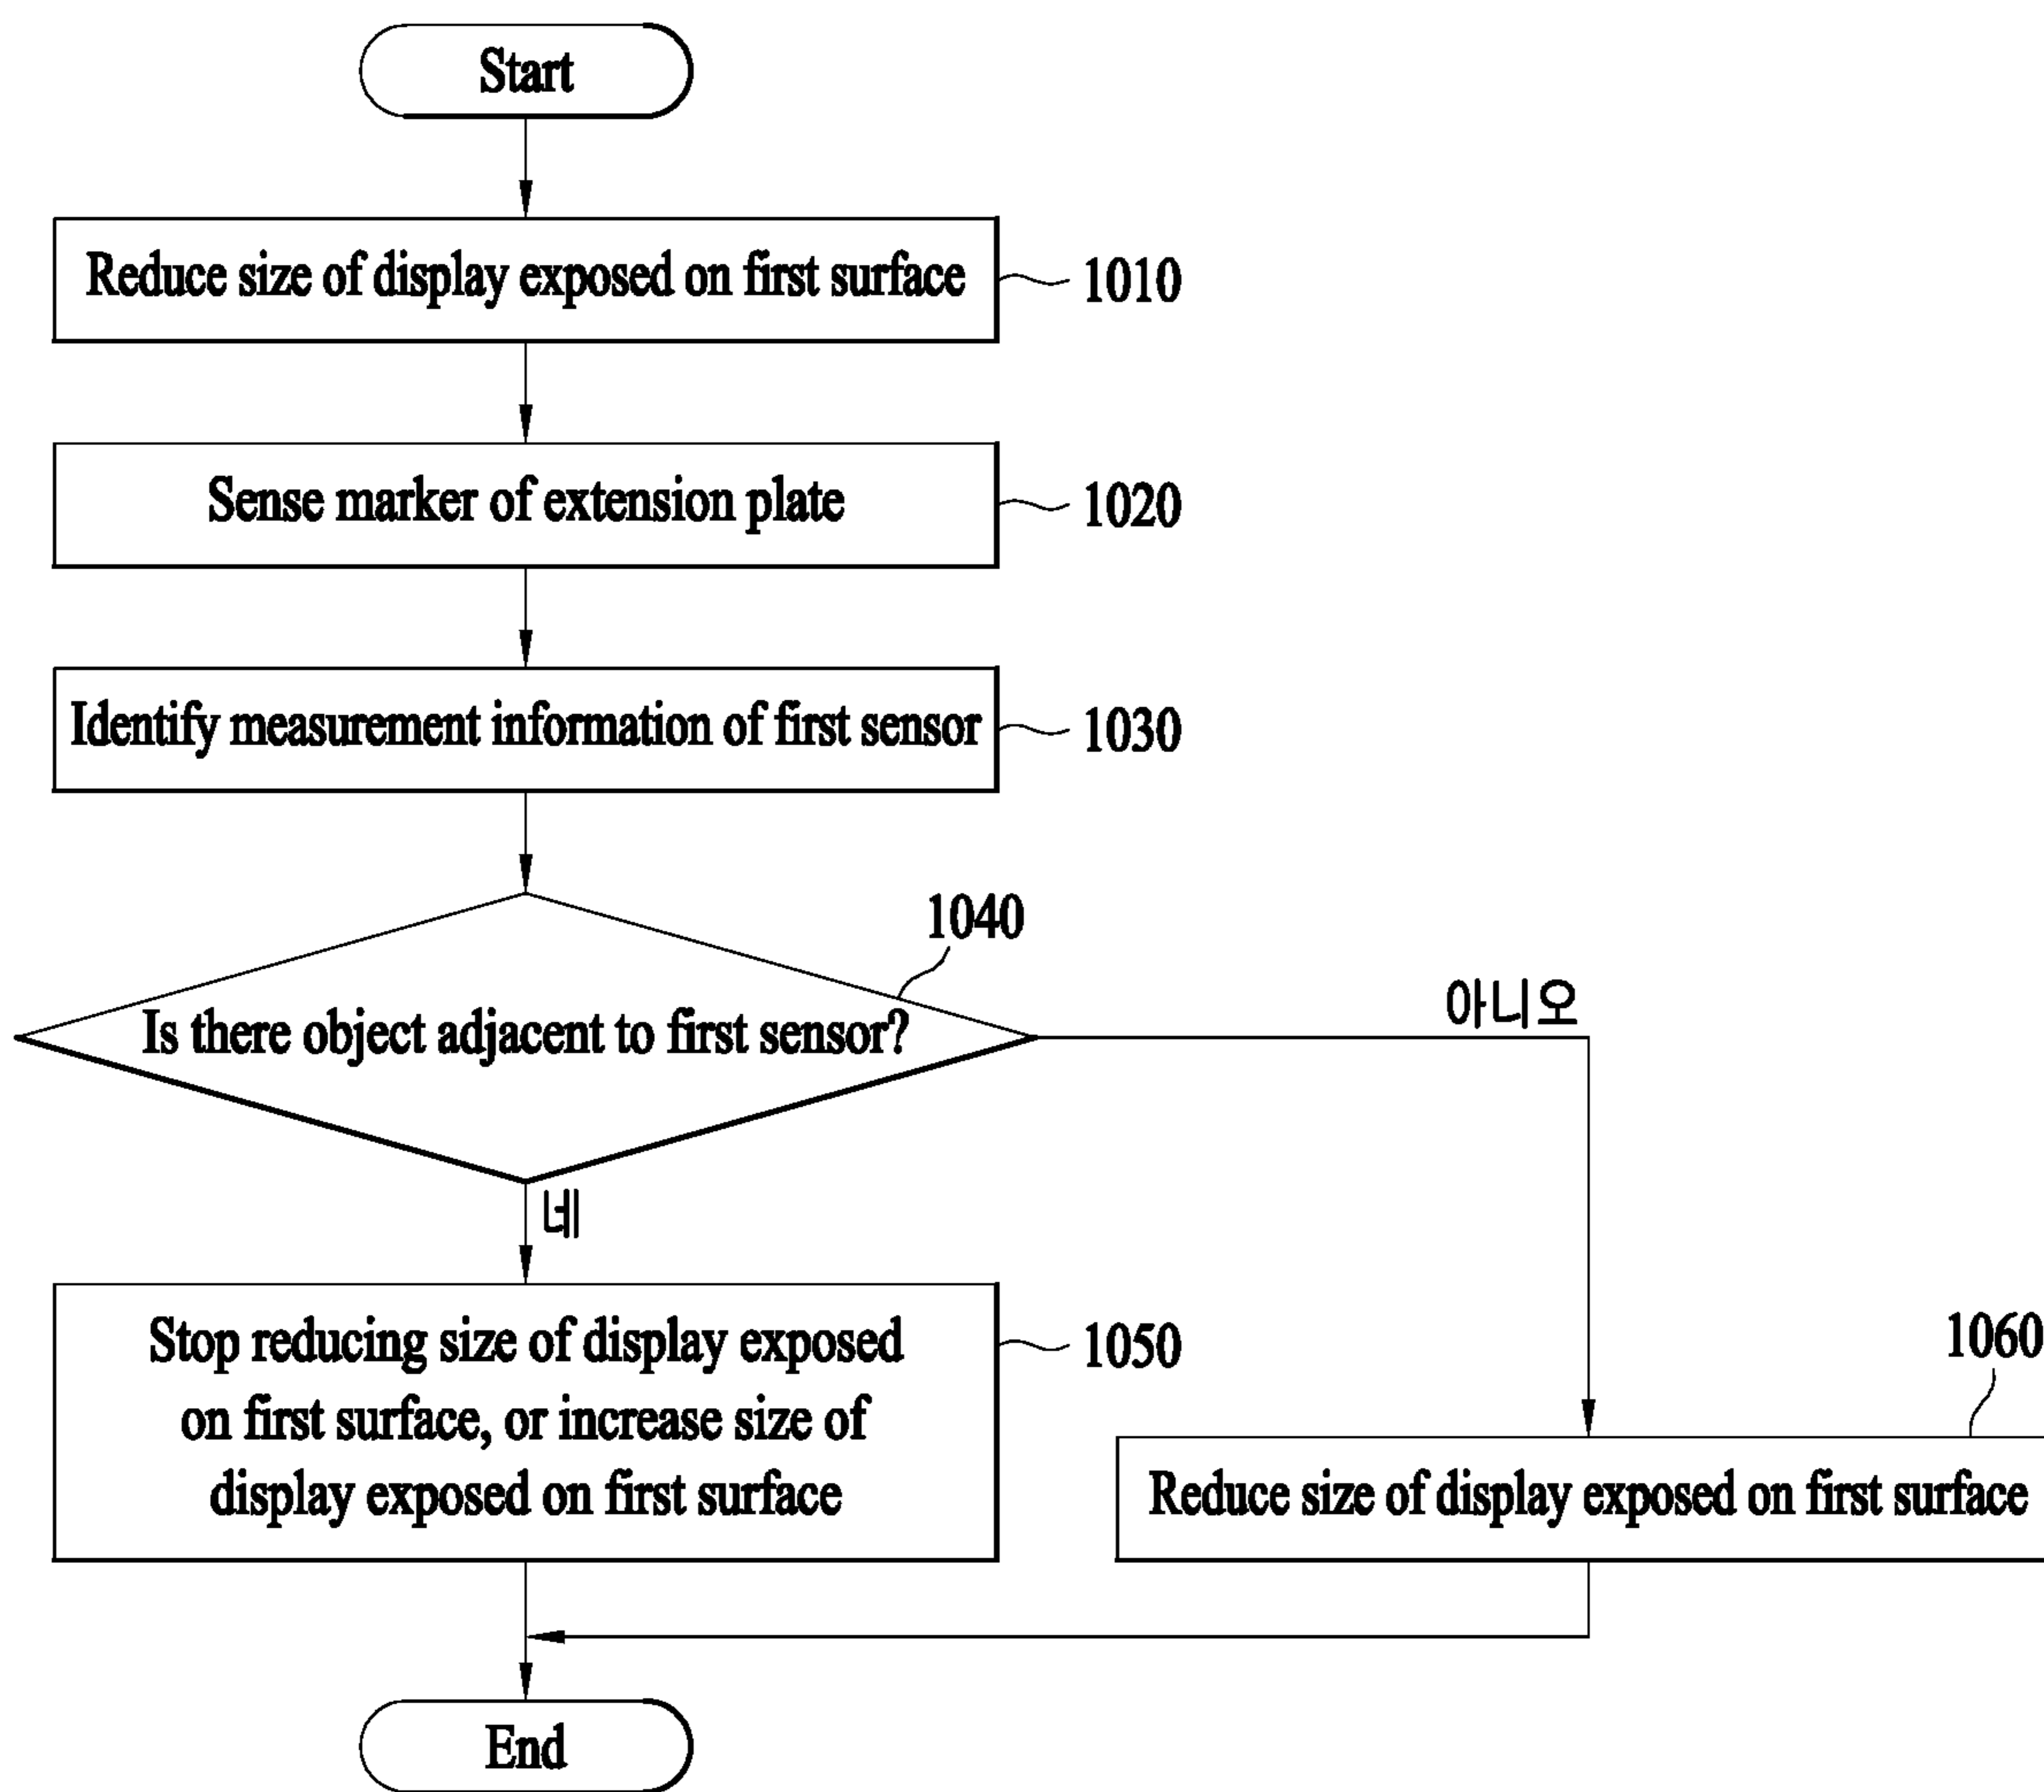 Start
Reduce size of display exposed on first surface
1010
Sense marker of extension plate
1020
Identify measurement information of first sensor
1030
1040
Is there object adjacent to first sensor?
아니오
네
Stop reducing size of display exposed
on first surface, or increase size of
display exposed on first surface
1050
1060
Reduce size of display exposed on first surface
End